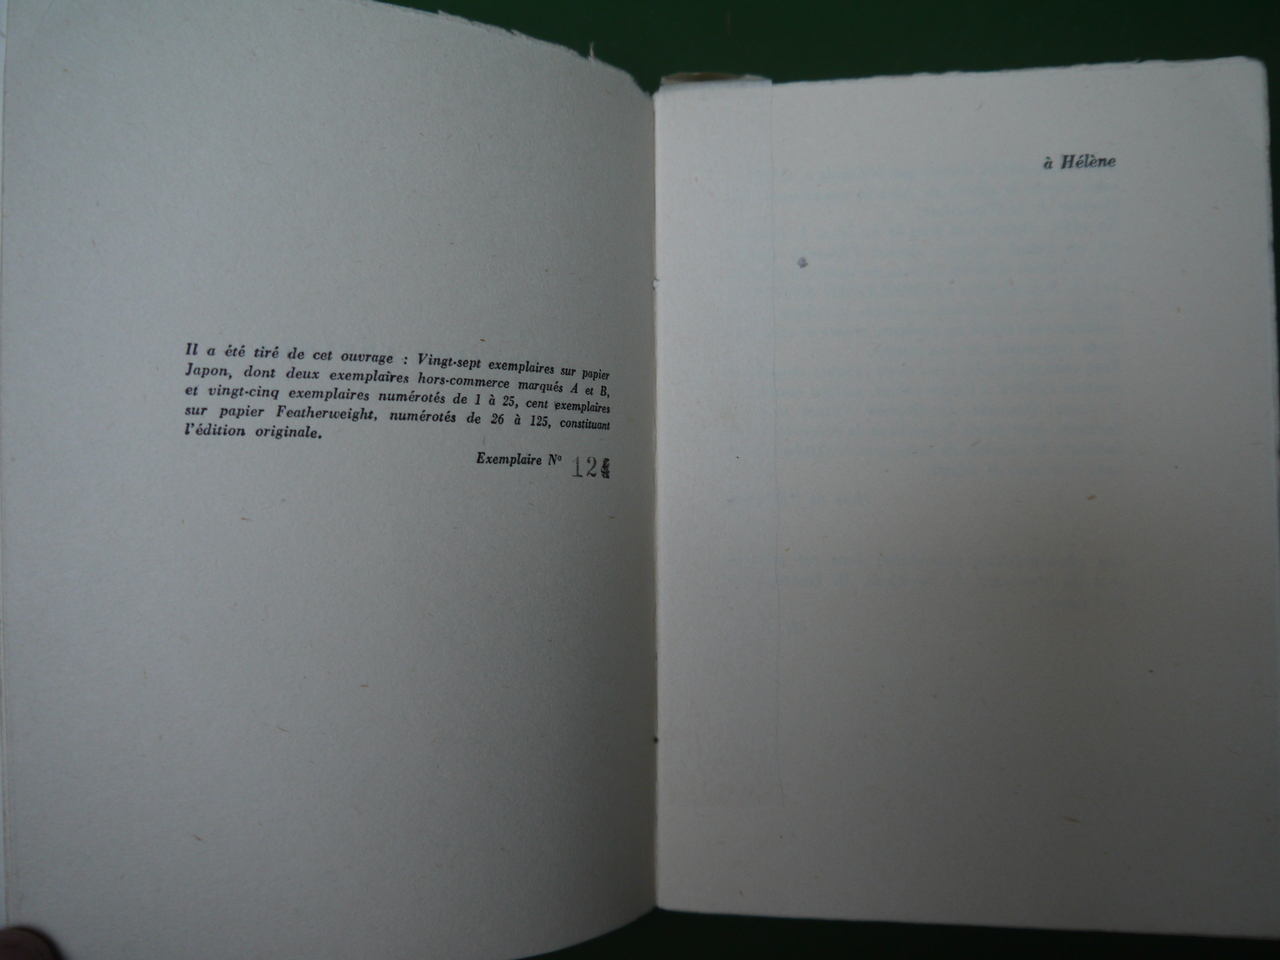 Il a été tiré de cet ouvrage : Vingt-sept exemplaires sur papier
Japon, dont deux exemplaires hors-commerce marqués A et B,
et vingt-cinq exemplaires numérotés de 1 à 25, cent exemplaires
sur papier Featherweight, numérotés de 26 à 125, constituant
l'édition originale.
Exemplaire N°
à Hélène